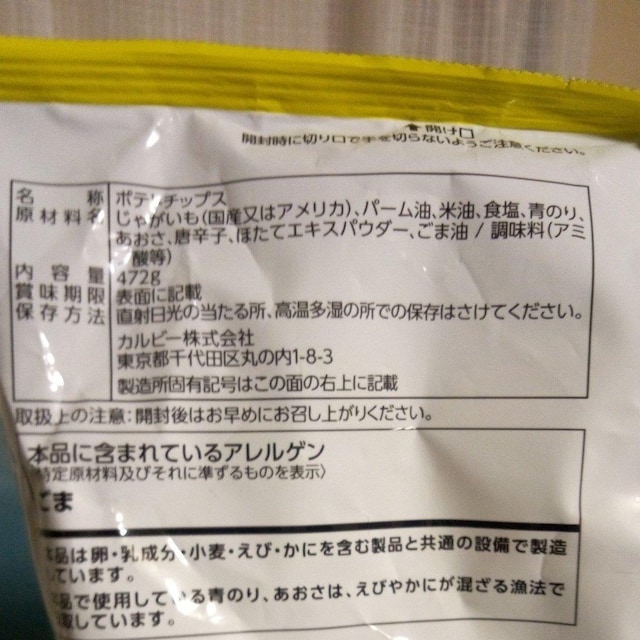 開け口
開封時に切り口で手を切らないようご注意ください。
名称 ポテトチップス
原材料名 じゃがいも(国産又はアメリカ)、パーム油、米油、食塩、青のり、
あおさ、唐辛子、ほたてエキスパウダー、ごま油 / 調味料(アミ
酸等)
内容量 472g
賞味期限 表面に記載
保存方法 直射日光の当たる所、高温多湿の所での保存はさけてください。
カルビー株式会社
東京都千代田区丸の内1-8-3
製造所固有記号はこの面の右上に記載
取扱上の注意:開封後はお早めにお召し上がりください。
本品に含まれているアレルゲン
特定原材料及びそれに準ずるものを表示〉
ごま
本品は卵・乳成分・小麦・えび・かにを含む製品と共通の設備で製造
しています。
品で使用している青のり、あおさは、えびやかにが混ざる漁法で
しています。